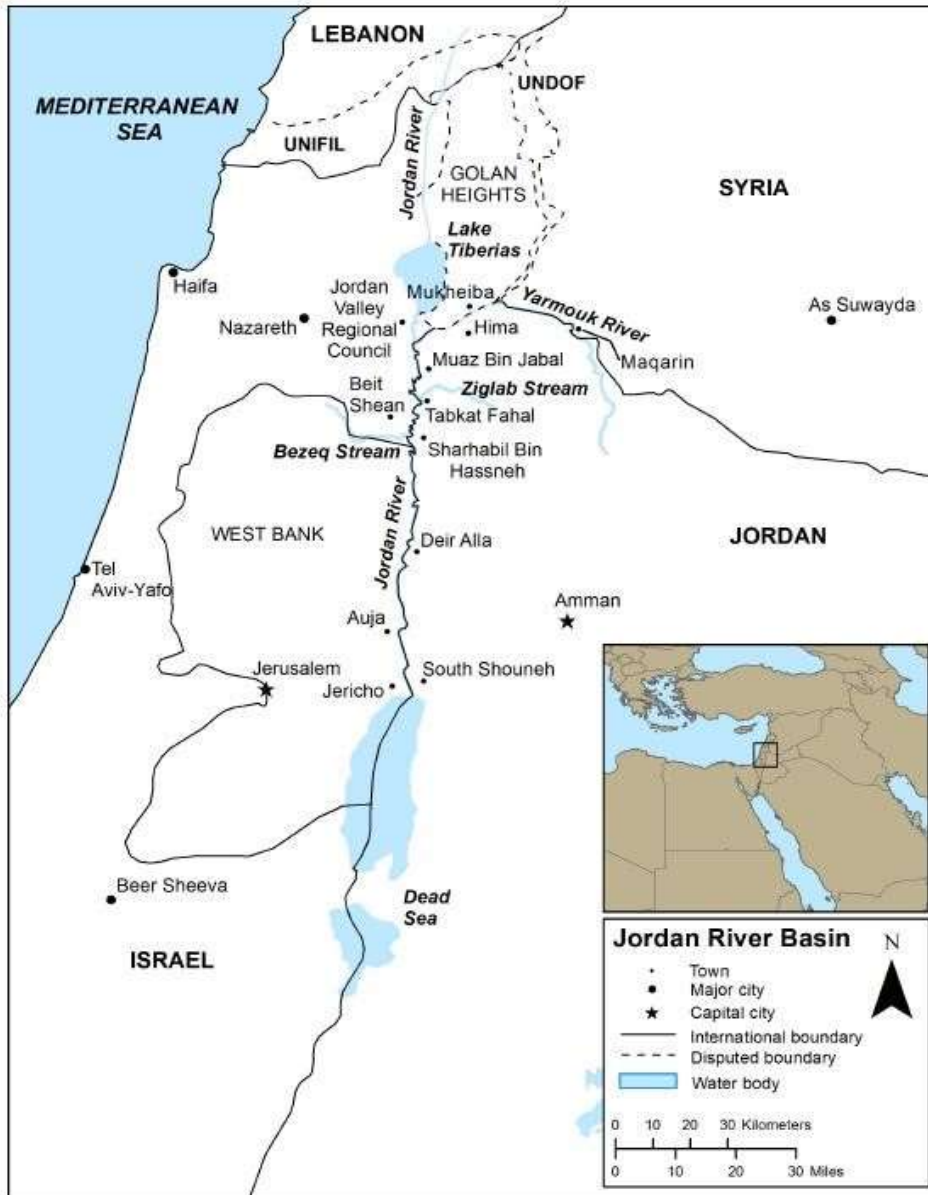 LEBANON
UNDOF
MEDITERRANEAN
SEA
UNIFIL
Jordan River
GOLAN
HEIGHTS
SYRIA
Lake
Tiberias
Haifa
Jordan
Valley
Regional
Council
Mukheiba
Yarmouk River
As Suwayda
Nazareth
Hima
Maqarin
Muaz Bin Jabal
Beit
Shean
Ziglab Stream
Tabkat Fahal
Bezeq Stream
Sharhabil Bin
Hassneh
Jordan River
WEST BANK
JORDAN
Deir Alla
Tel
Aviv-Yafo
Amman
Auja
Jerusalem
South Shouneh
Jericho
Beer Sheeva
Dead
Sea
ISRAEL
Jordan River Basin
N
Town
Major city
Capital city
International boundary
Disputed boundary
Water body
0 10 20 30 Kilometers
0 10 20 30 Miles